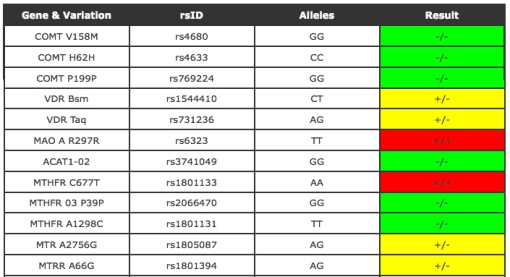 Gene & Variation rsID Alleles Result
COMT V158M rs4680 GG -/-
COMT H62H rs4633 CC -/-
COMT P199P rs769224 GG -/-
VDR Bsm rs1544410 CT +/-
VDR Taq rs731236 AG +/-
MAO A R297R rs6323 TT +/+
ACAT1-02 rs3741049 GG -/-
MTHFR C677T rs1801133 AA +/+
MTHFR 03 P39P rs2066470 GG -/-
MTHFR A1298C rs1801131 TT -/-
MTR A2756G rs1805087 AG +/-
MTRR A66G rs1801394 AG +/-